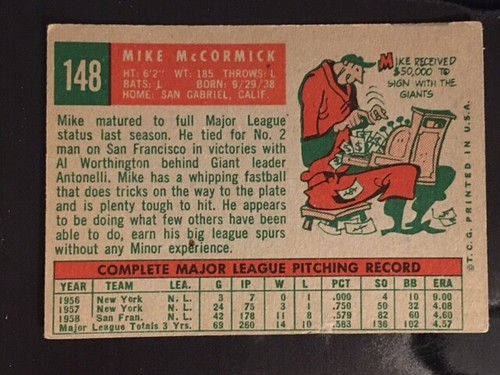 148
MIKE McCORMICK
HT: 6'2" WT: 185 THROWS: L
BATS: L BORN: 9/29/38
HOME: SAN GABRIEL, CALIF.
MIKE RECEIVED
$50,000 TO
SIGN WITH THE
GIANTS
Mike matured to full Major League
status last season. He tied for No. 2
man on San Francisco in victories with
Al Worthington behind Giant leader
Antonelli. Mike has a whipping fastball
that does tricks on the way to the plate
and is plenty tough to hit. He appears
to be doing what few others have been
able to do, earn his big league spurs
without any Minor experience.
©T.C.G. PRINTED IN U.S.A.
COMPLETE MAJOR LEAGUE PITCHING RECORD
YEAR TEAM LEA. G IP W L PCT SO BB ERA
1956 New York N. L. 3 7 0 1 .000 4 10 9.00
1957 New York N. L. 24 75 3 1 .750 50 32 4.08
1958 San Fran. N. L. 42 178 11 8 .579 82 60 4.60
Major League Totals 3 Yrs. 69 260 14 10 .583 136 102 4.57